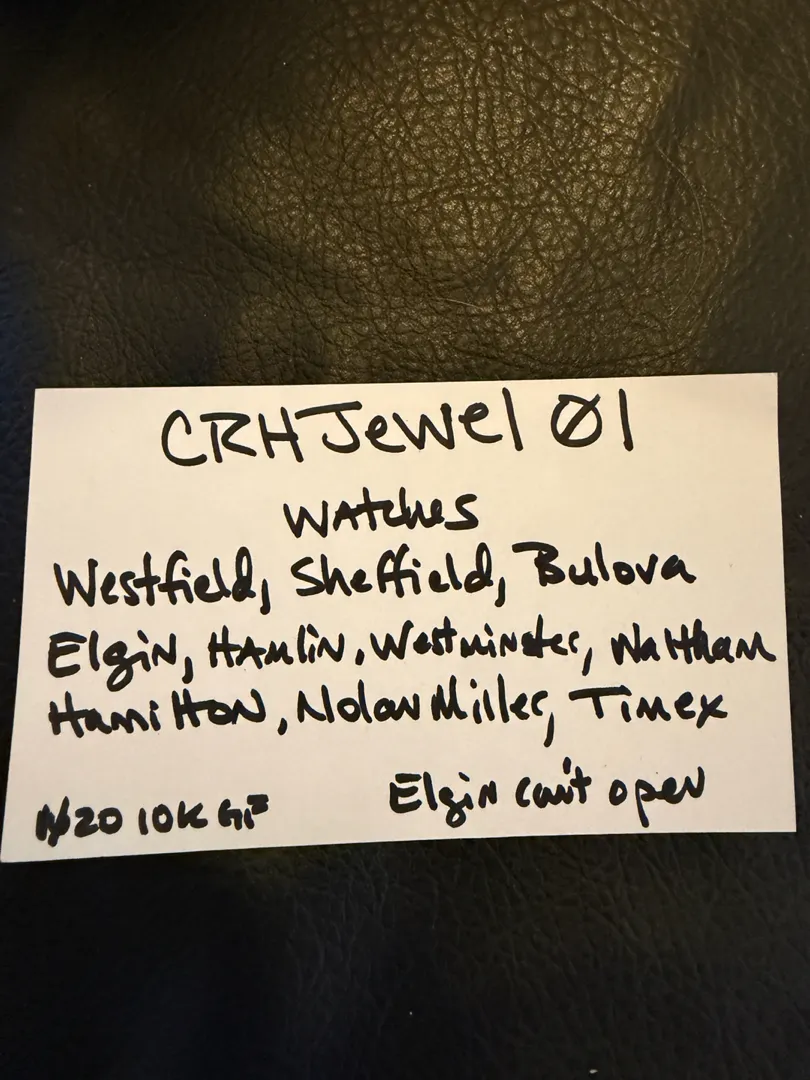 CRHJewel Ø1
Watches
Westfield, Sheffield, Bulova
Elgin, Hamlin, Westminster, Waltham
Hamilton, Nolan Miller, Timex
1/20 10K GF
Elgin can't open